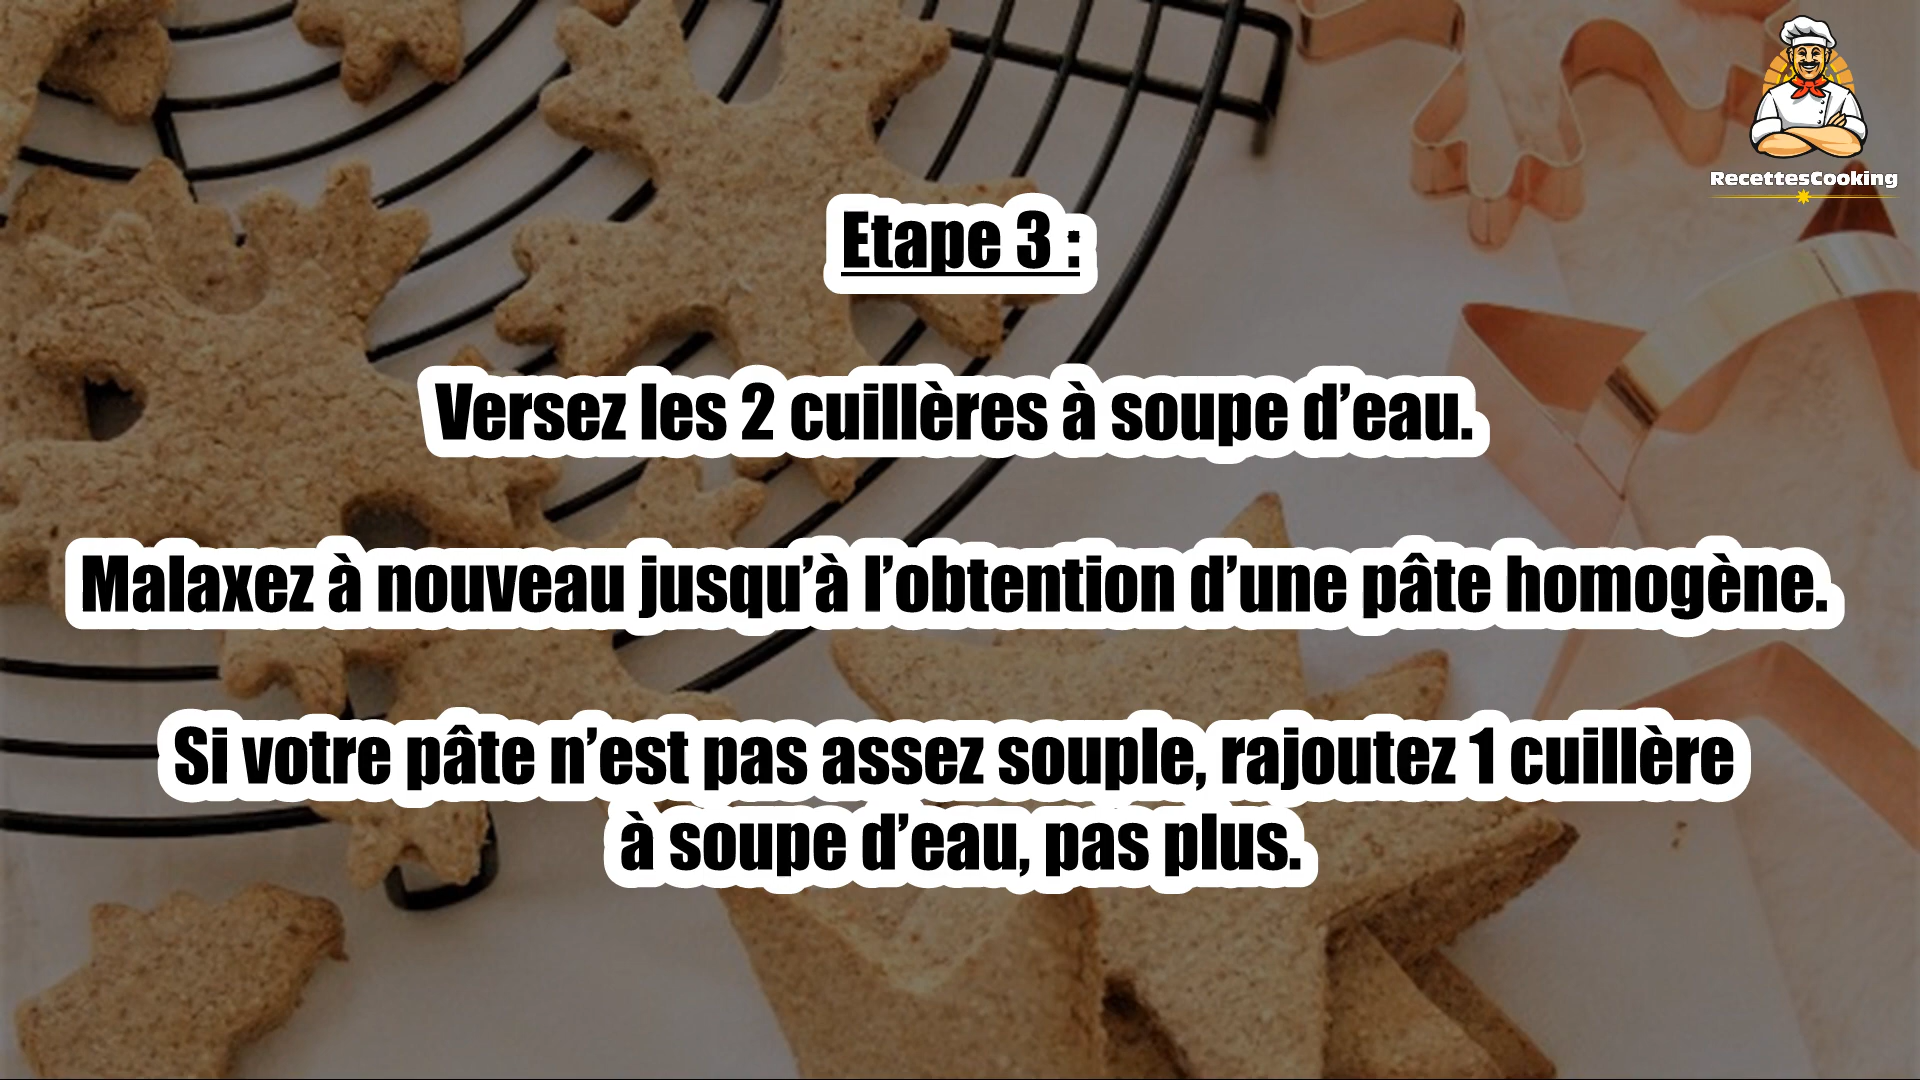 RecettesCooking
Etape 3 :
Versez les 2 cuillères à soupe d’eau.
Malaxez à nouveau jusqu’à l’obtention d’une pâte homogène.
Si votre pâte n’est pas assez souple, rajoutez 1 cuillère
à soupe d’eau, pas plus.